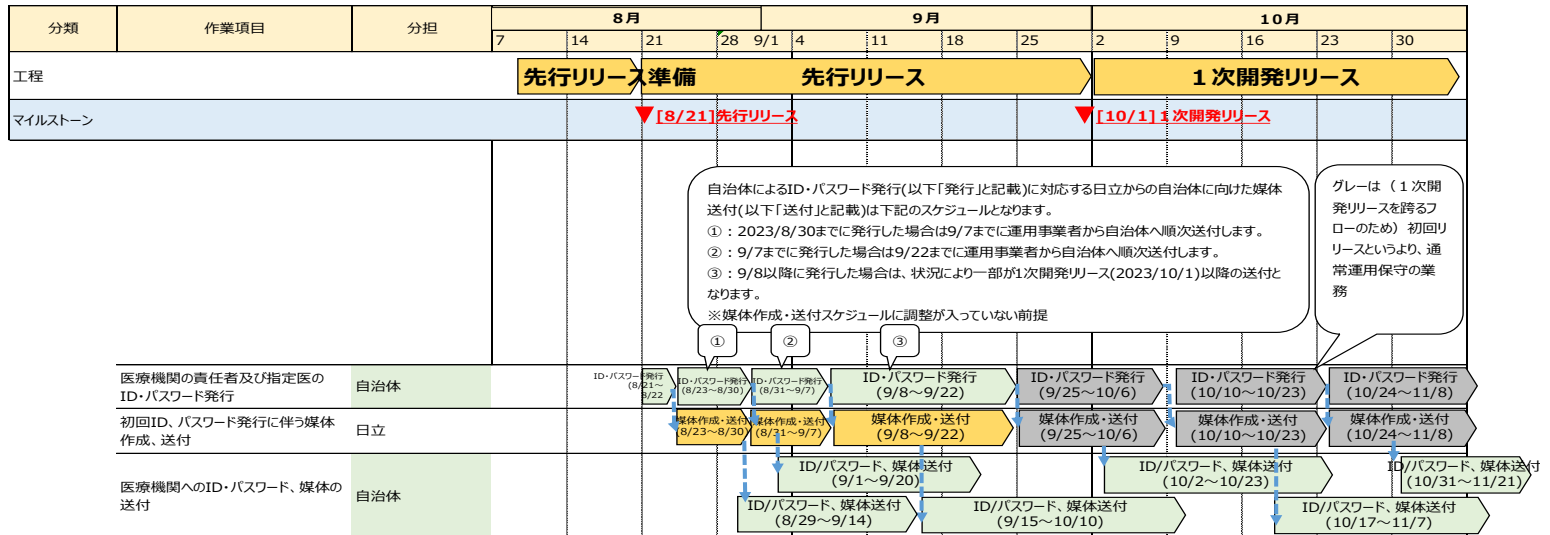 分類 作業項目 分担 8月 9月 10月
7 14 21 28 9/1 4 11 18 25 2 9 16 23 30
工程 先行リリース準備 先行リリース 1次開発リリース
マイルストーン ▼[8/21]先行リリース ▼[10/1]1次開発リリース
自治体によるID・パスワード発行(以下「発行」と記載)に対応する日立からの自治体に向けた媒体
送付(以下「送付」と記載)は下記のスケジュールとなります。
①：2023/8/30までに発行した場合は9/7までに運用事業者から自治体へ順次送付します。
②：9/7までに発行した場合は9/22までに運用事業者から自治体へ順次送付します。
③：9/8以降に発行した場合は、状況により一部が1次開発リリース(2023/10/1)以降の送付と
なります。
※媒体作成・送付スケジュールに調整が入っていない前提
グレーは（１次開
発リリースを跨るフ
ローのため）初回リ
リースというより、通
常運用保守の業
務
① ② ③
医療機関の責任者及び指定医の
ID・パスワード発行
自治体
ID・パスワード発行
(8/21～
8/22
ID・パスワード発行
(8/23～8/30)
ID・パスワード発行
(8/31～9/7)
ID・パスワード発行
(9/8～9/22)
ID・パスワード発行
(9/25～10/6)
ID・パスワード発行
(10/10～10/23)
ID・パスワード発行
(10/24～11/8)
初回ID、パスワード発行に伴う媒体
作成、送付
日立
媒体作成・送付
(8/23～8/30)
媒体作成・送付
(8/31～9/7)
媒体作成・送付
(9/8～9/22)
媒体作成・送付
(9/25～10/6)
媒体作成・送付
(10/10～10/23)
媒体作成・送付
(10/24～11/8)
医療機関へのID・パスワード、媒体の
送付
自治体
ID/パスワード、媒体送付
(9/1～9/20)
ID/パスワード、媒体送付
(10/2～10/23)
ID/パスワード、媒体送付
(10/31～11/21)
ID/パスワード、媒体送付
(8/29～9/14)
ID/パスワード、媒体送付
(9/15～10/10)
ID/パスワード、媒体送付
(10/17～11/7)